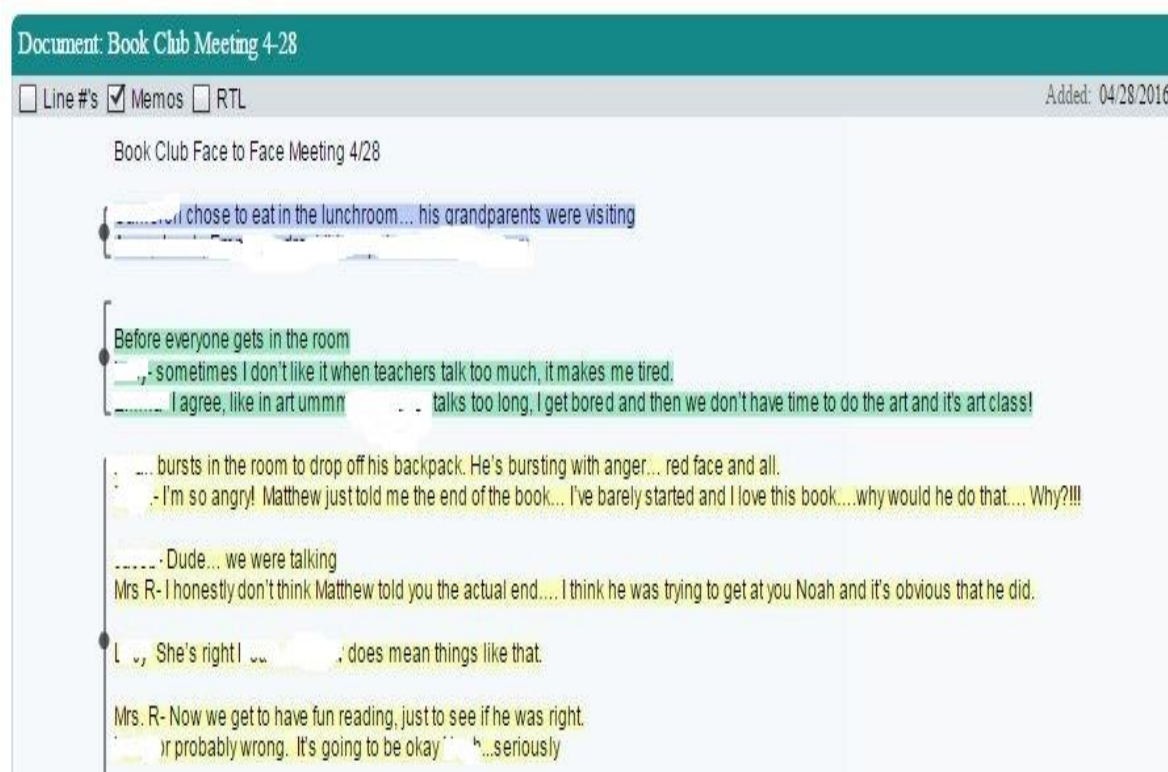 Document: Book Club Meeting 4-28
Line #'s Memos RTL
Added: 04/28/2016
Book Club Face to Face Meeting 4/28
chose to eat in the lunchroom... his grandparents were visiting
Before everyone gets in the room
- sometimes I don't like it when teachers talk too much, it makes me tired.
I agree, like in art ummm talks too long, I get bored and then we don't have time to do the art and it's art class!
bursts in the room to drop off his backpack. He's bursting with anger... red face and all.
- I'm so angry! Matthew just told me the end of the book... I've barely started and I love this book....why would he do that.... Why?!!!
- Dude... we were talking
Mrs R- I honestly don't think Matthew told you the actual end.... I think he was trying to get at you Noah and it's obvious that he did.
She's right does mean things like that.
Mrs. R- Now we get to have fun reading, just to see if he was right.
or probably wrong. It's going to be okay ...seriously